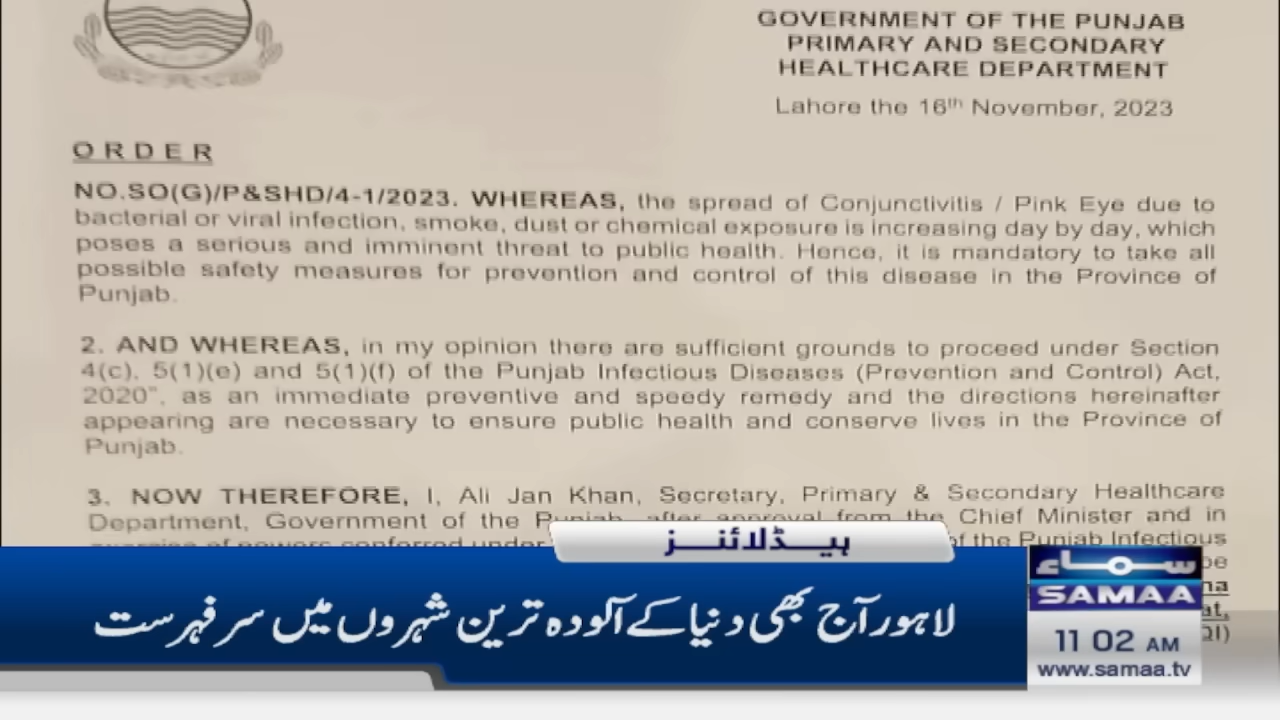 GOVERNMENT OF THE PUNJAB
PRIMARY AND SECONDARY
HEALTHCARE DEPARTMENT
Lahore the 16th November, 2023
ORDER
NO.SO(G)/P&SHD/4-1/2023. WHEREAS, the spread of Conjunctivitis / Pink Eye due to
bacterial or viral infection, smoke, dust or chemical exposure is increasing day by day, which
poses a serious and imminent threat to public health. Hence, it is mandatory to take all
possible safety measures for prevention and control of this disease in the Province of
Punjab.
2. AND WHEREAS, in my opinion there are sufficient grounds to proceed under Section
4(c), 5(1)(e) and 5(1)(f) of the Punjab Infectious Diseases (Prevention and Control) Act,
2020", as an immediate preventive and speedy remedy and the directions hereinafter
appearing are necessary to ensure public health and conserve lives in the Province of
Punjab.
3. NOW THEREFORE, I, Ali Jan Khan, Secretary, Primary & Secondary Healthcare
Department, Government of the Punjab, after approval from the Chief Minister and in
exercise of powers conferred under of the Punjab Infectious
ہیڈلائنز
لاہور آج بھی دنیا کے آلودہ ترین شہروں میں سرفہرست
سماء
SAMAA
11 02 AM
www.samaa.tv